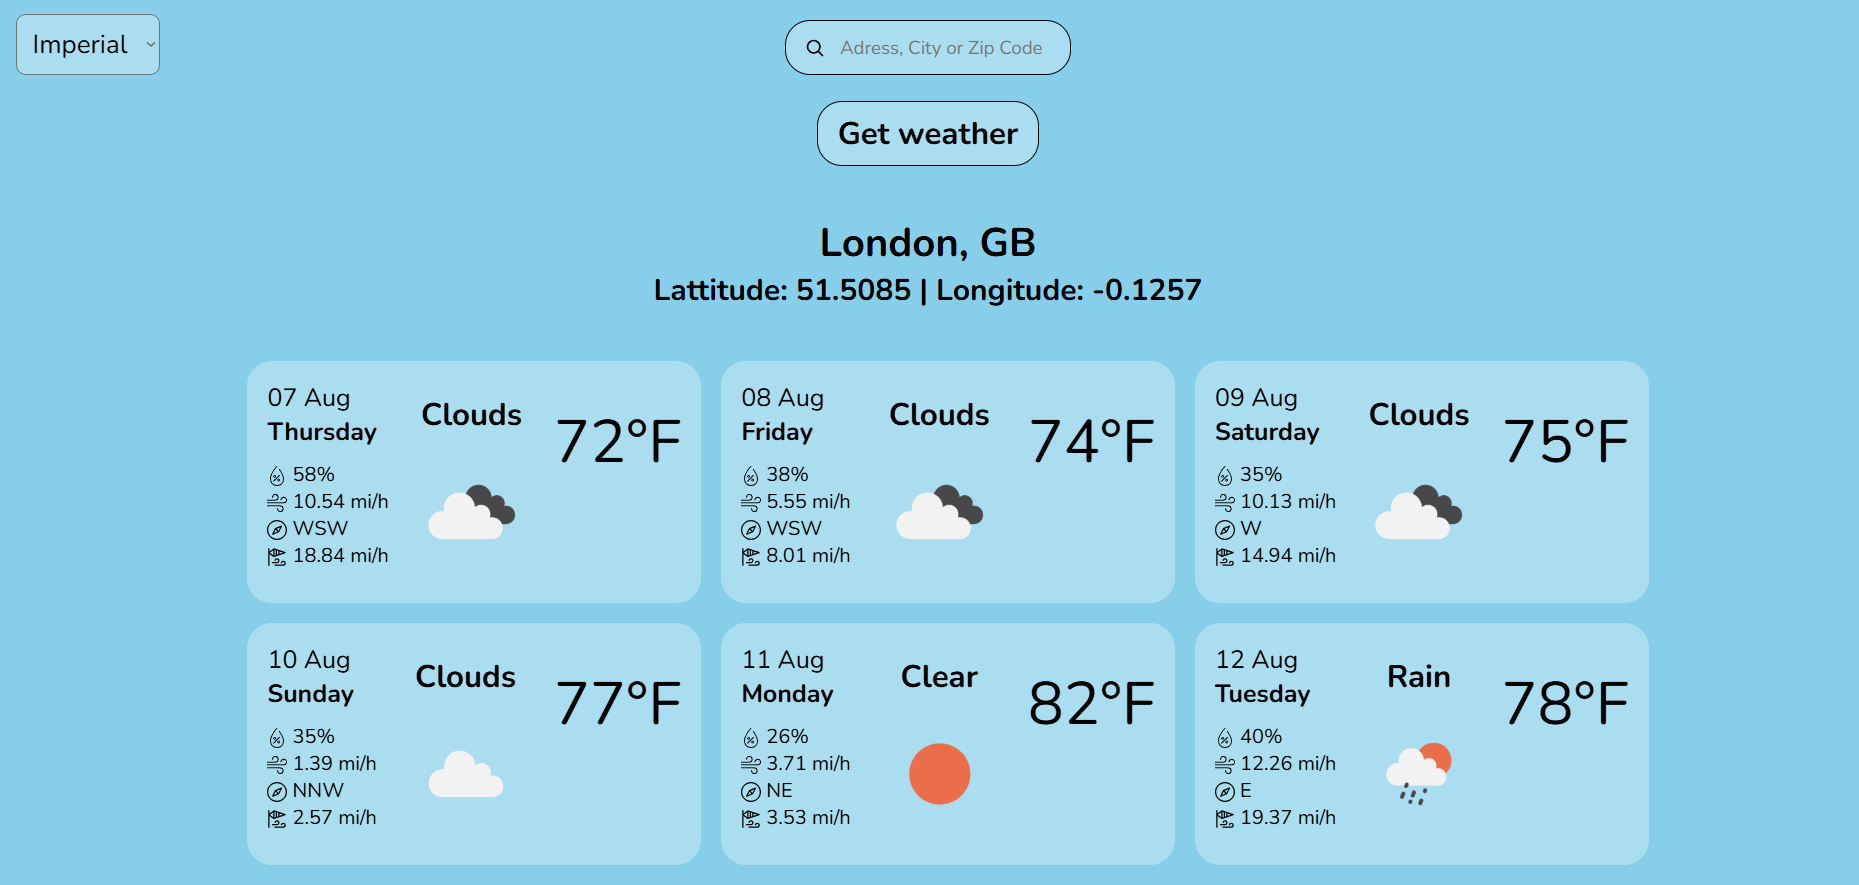 Imperial
Adress, City or Zip Code
Get weather
London, GB
Lattitude: 51.5085 | Longitude: -0.1257
07 Aug
Thursday
Clouds
72°F
58%
10.54 mi/h
WSW
18.84 mi/h
08 Aug
Friday
Clouds
74°F
38%
5.55 mi/h
WSW
8.01 mi/h
09 Aug
Saturday
Clouds
75°F
35%
10.13 mi/h
W
14.94 mi/h
10 Aug
Sunday
Clouds
77°F
35%
1.39 mi/h
NNW
2.57 mi/h
11 Aug
Monday
Clear
82°F
26%
3.71 mi/h
NE
3.53 mi/h
12 Aug
Tuesday
Rain
78°F
40%
12.26 mi/h
E
19.37 mi/h